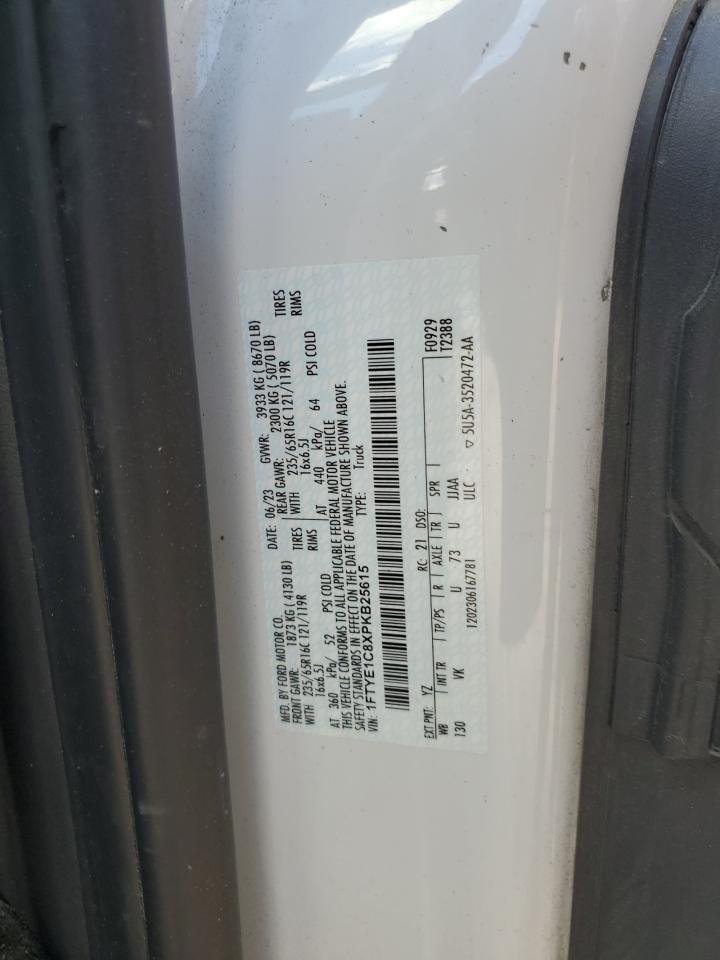 MFD. BY FORD MOTOR CO.
DATE: 06/23 GVWR: 3933 KG ( 8670 LB)
FRONT GAWR: 1873 KG ( 4130 LB) REAR GAWR: 2300 KG ( 5070 LB)
WITH 235/65R16C 121/119R TIRES WITH 235/65R16C 121/119R TIRES
16x6.5J RIMS 16x6.5J RIMS
AT 360 kPa/ 52 PSI COLD AT 440 kPa/ 64 PSI COLD
THIS VEHICLE CONFORMS TO ALL APPLICABLE FEDERAL MOTOR VEHICLE
SAFETY STANDARDS IN EFFECT ON THE DATE OF MANUFACTURE SHOWN ABOVE.
VIN: 1FTYE1C8XPKB25615 TYPE: Truck
EXT PNT: YZ RC: 21 DSO: F0929
WB INT TR TP/PS R AXLE TR SPR T2388
130 VK U 73 U JJAA
1202306167781 ULC ▽ 5U5A-3520472-AA